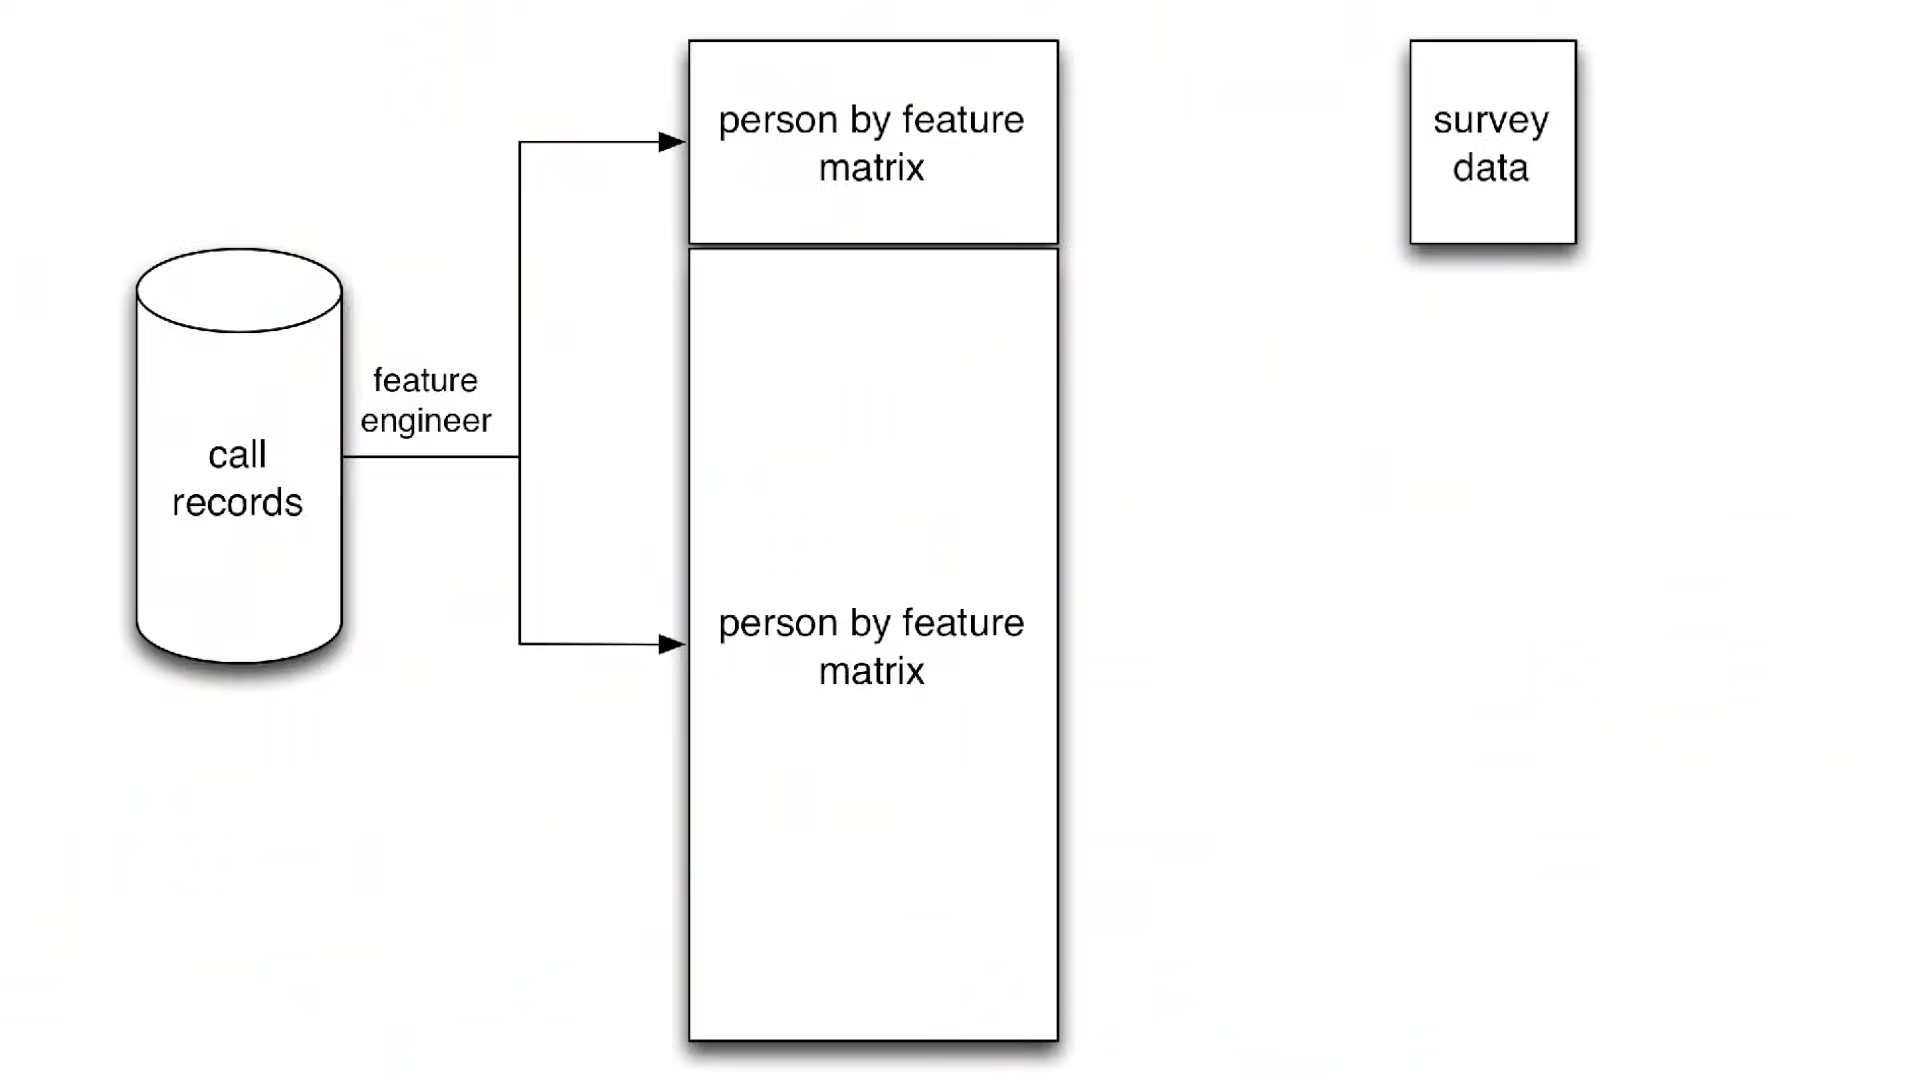 call
records
feature
engineer
person by feature
matrix
person by feature
matrix
survey
data